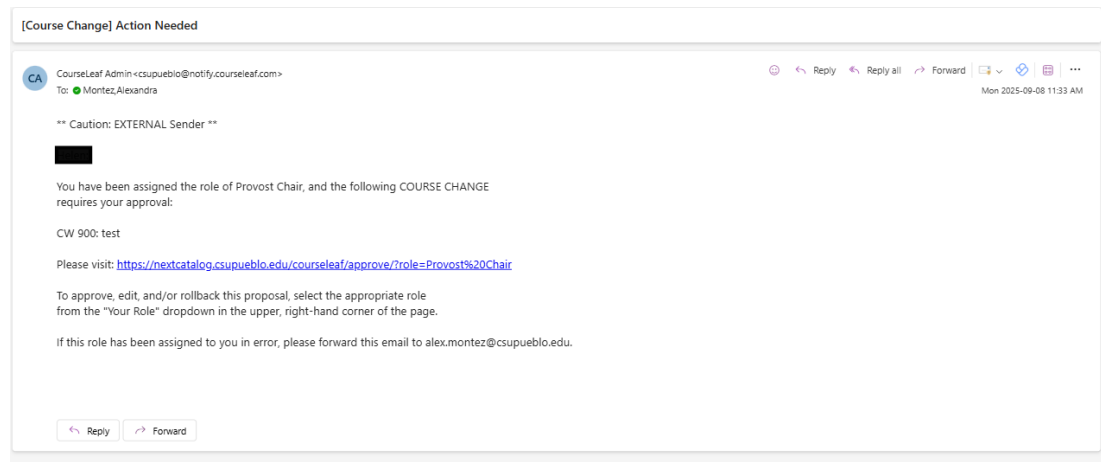 [Course Change] Action Needed
CA
CourseLeaf Admin<csupueblo@notify.courseleaf.com>
Reply
Reply all
Forward
To: Montez,Alexandra
Mon 2025-09-08 11:33 AM
** Caution: EXTERNAL Sender **
You have been assigned the role of Provost Chair, and the following COURSE CHANGE
requires your approval:
CW 900: test
Please visit: https://nextcatalog.csupueblo.edu/courseleaf/approve/?role=Provost%20Chair
To approve, edit, and/or rollback this proposal, select the appropriate role
from the "Your Role" dropdown in the upper, right-hand corner of the page.
If this role has been assigned to you in error, please forward this email to alex.montez@csupueblo.edu.
Reply
Forward